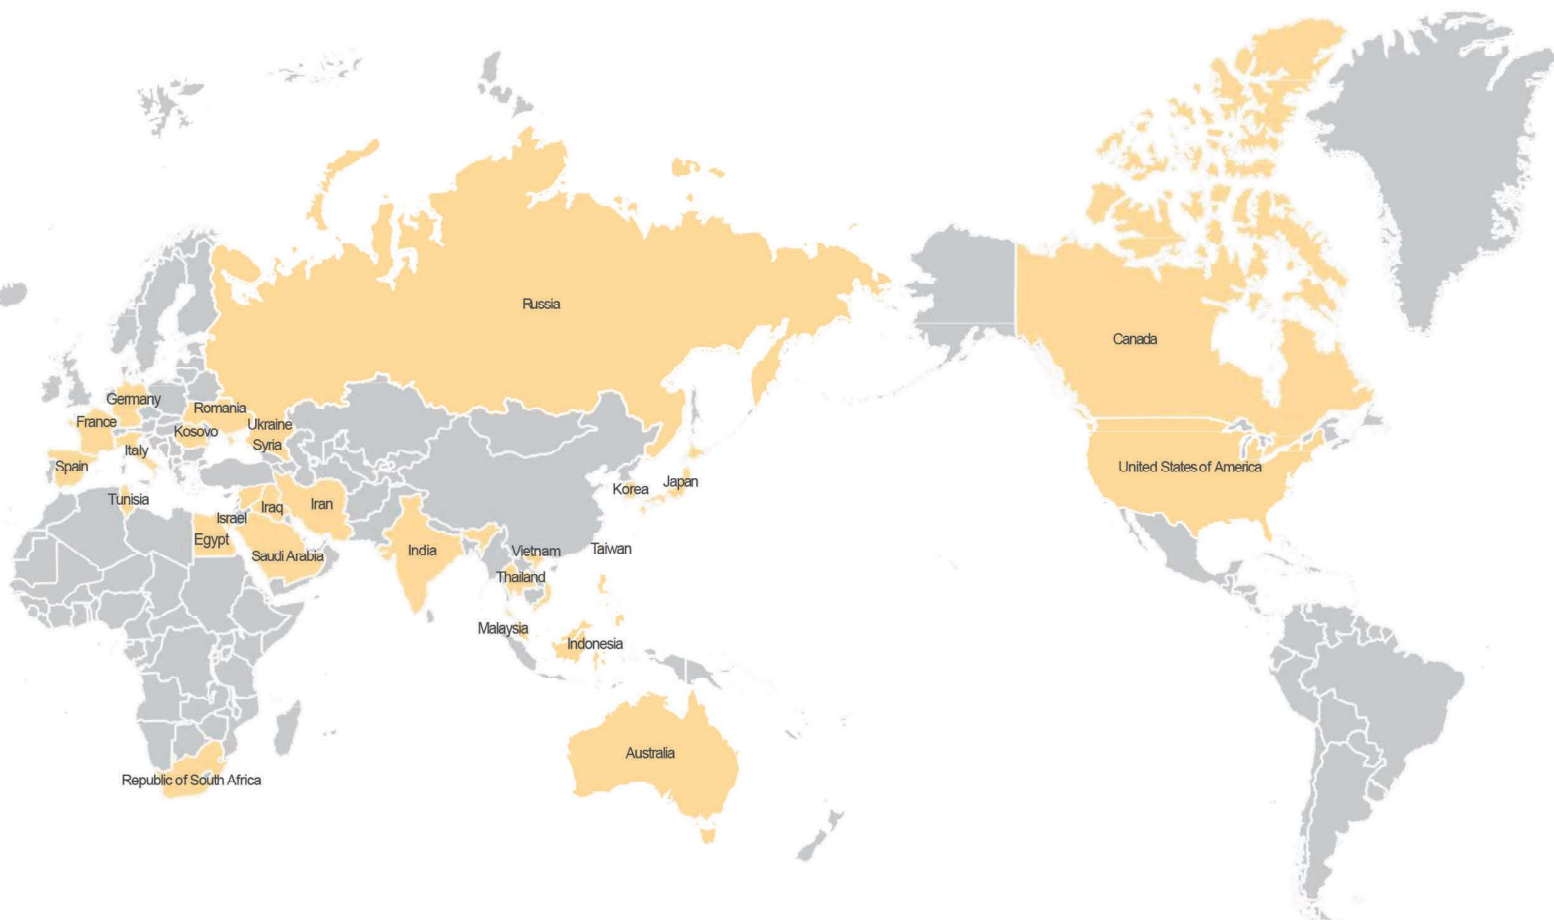 Russia
Canada
Germany
Romania
France
Ukraine
Kosovo
Syria
Italy
Spain
United States of America
Japan
Korea
Tunisia
Iran
Iraq
Israel
Egypt
Taiwan
India
Vietnam
Saudi Arabia
Thailand
Malaysia
Indonesia
Australia
Republic of South Africa